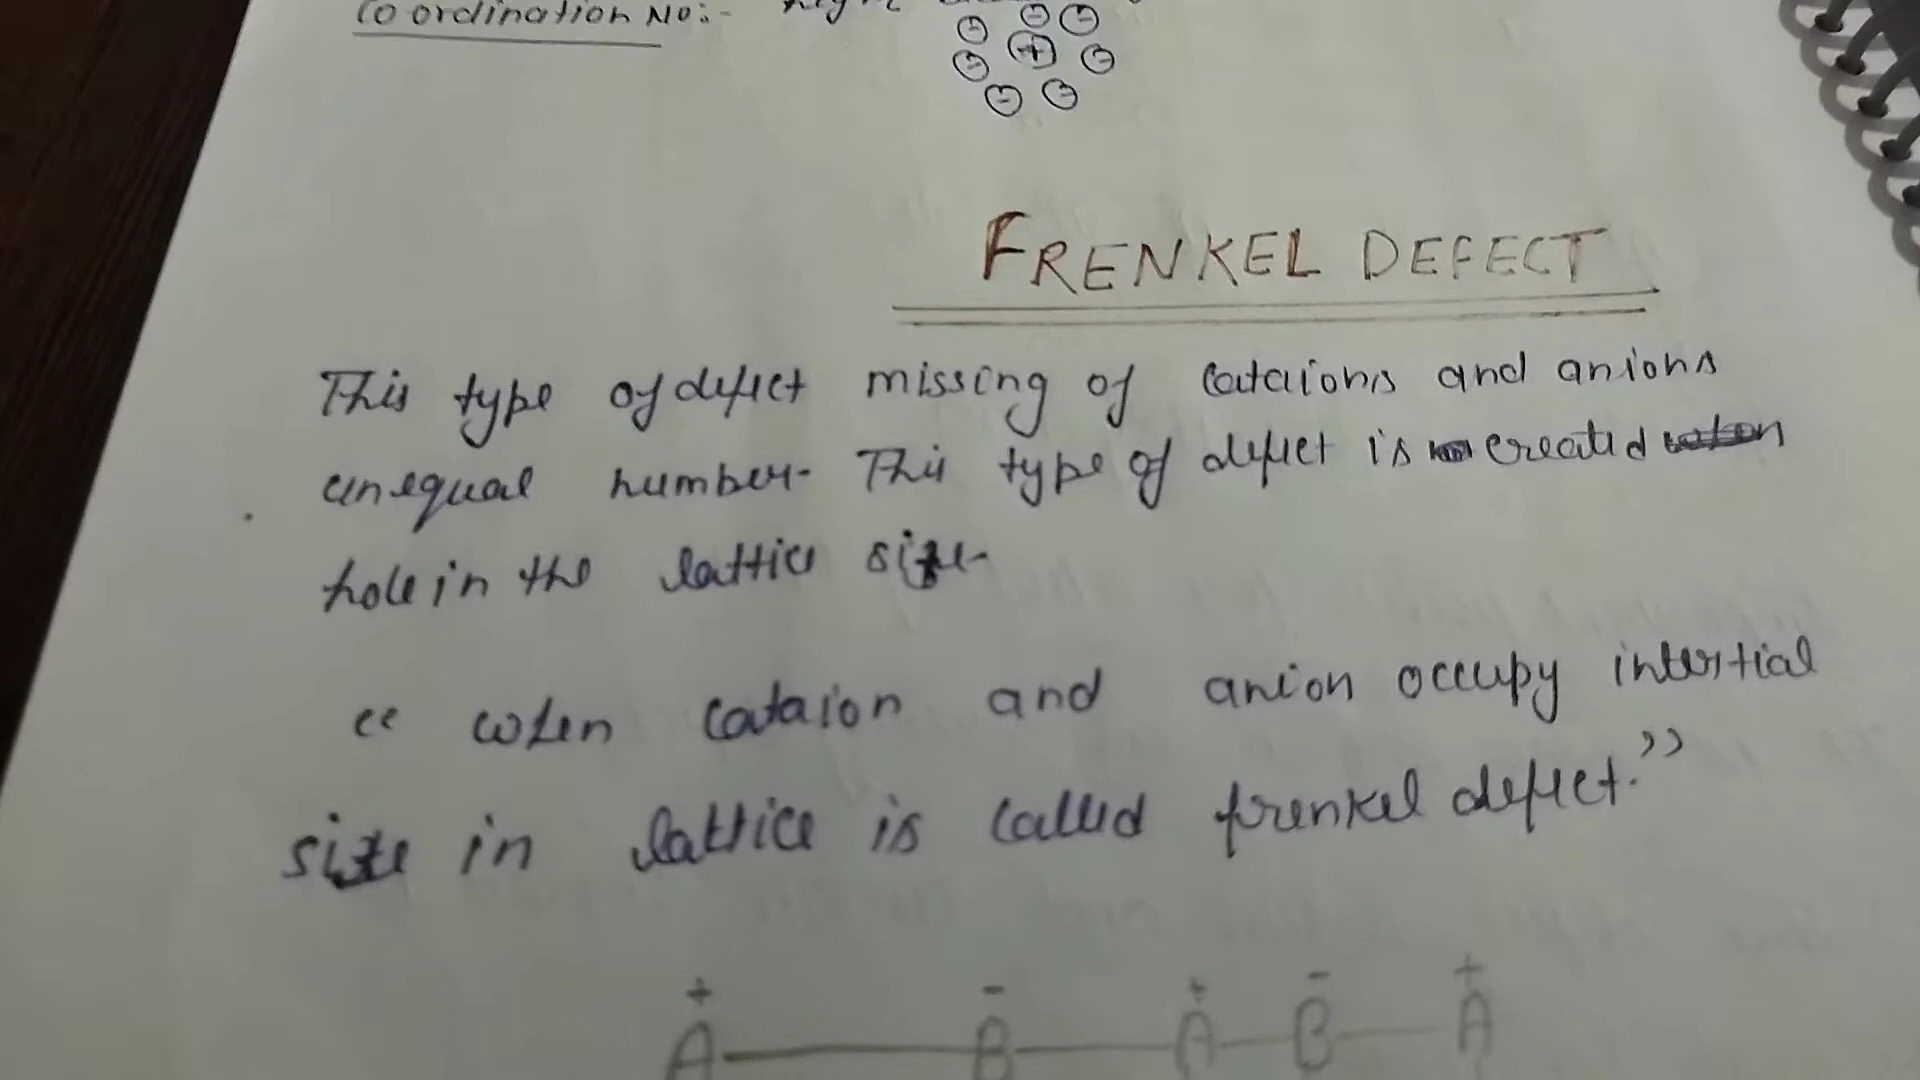 Coordination No:-
FRENKEL DEFECT
This type of defect missing of cataions and anions
unequal number. This type of defect is created
hole in the lattice site.
“ when cataion and anion occupy intertial
site in lattice is called frenkel defect.”
+ - + - +
A B A B A